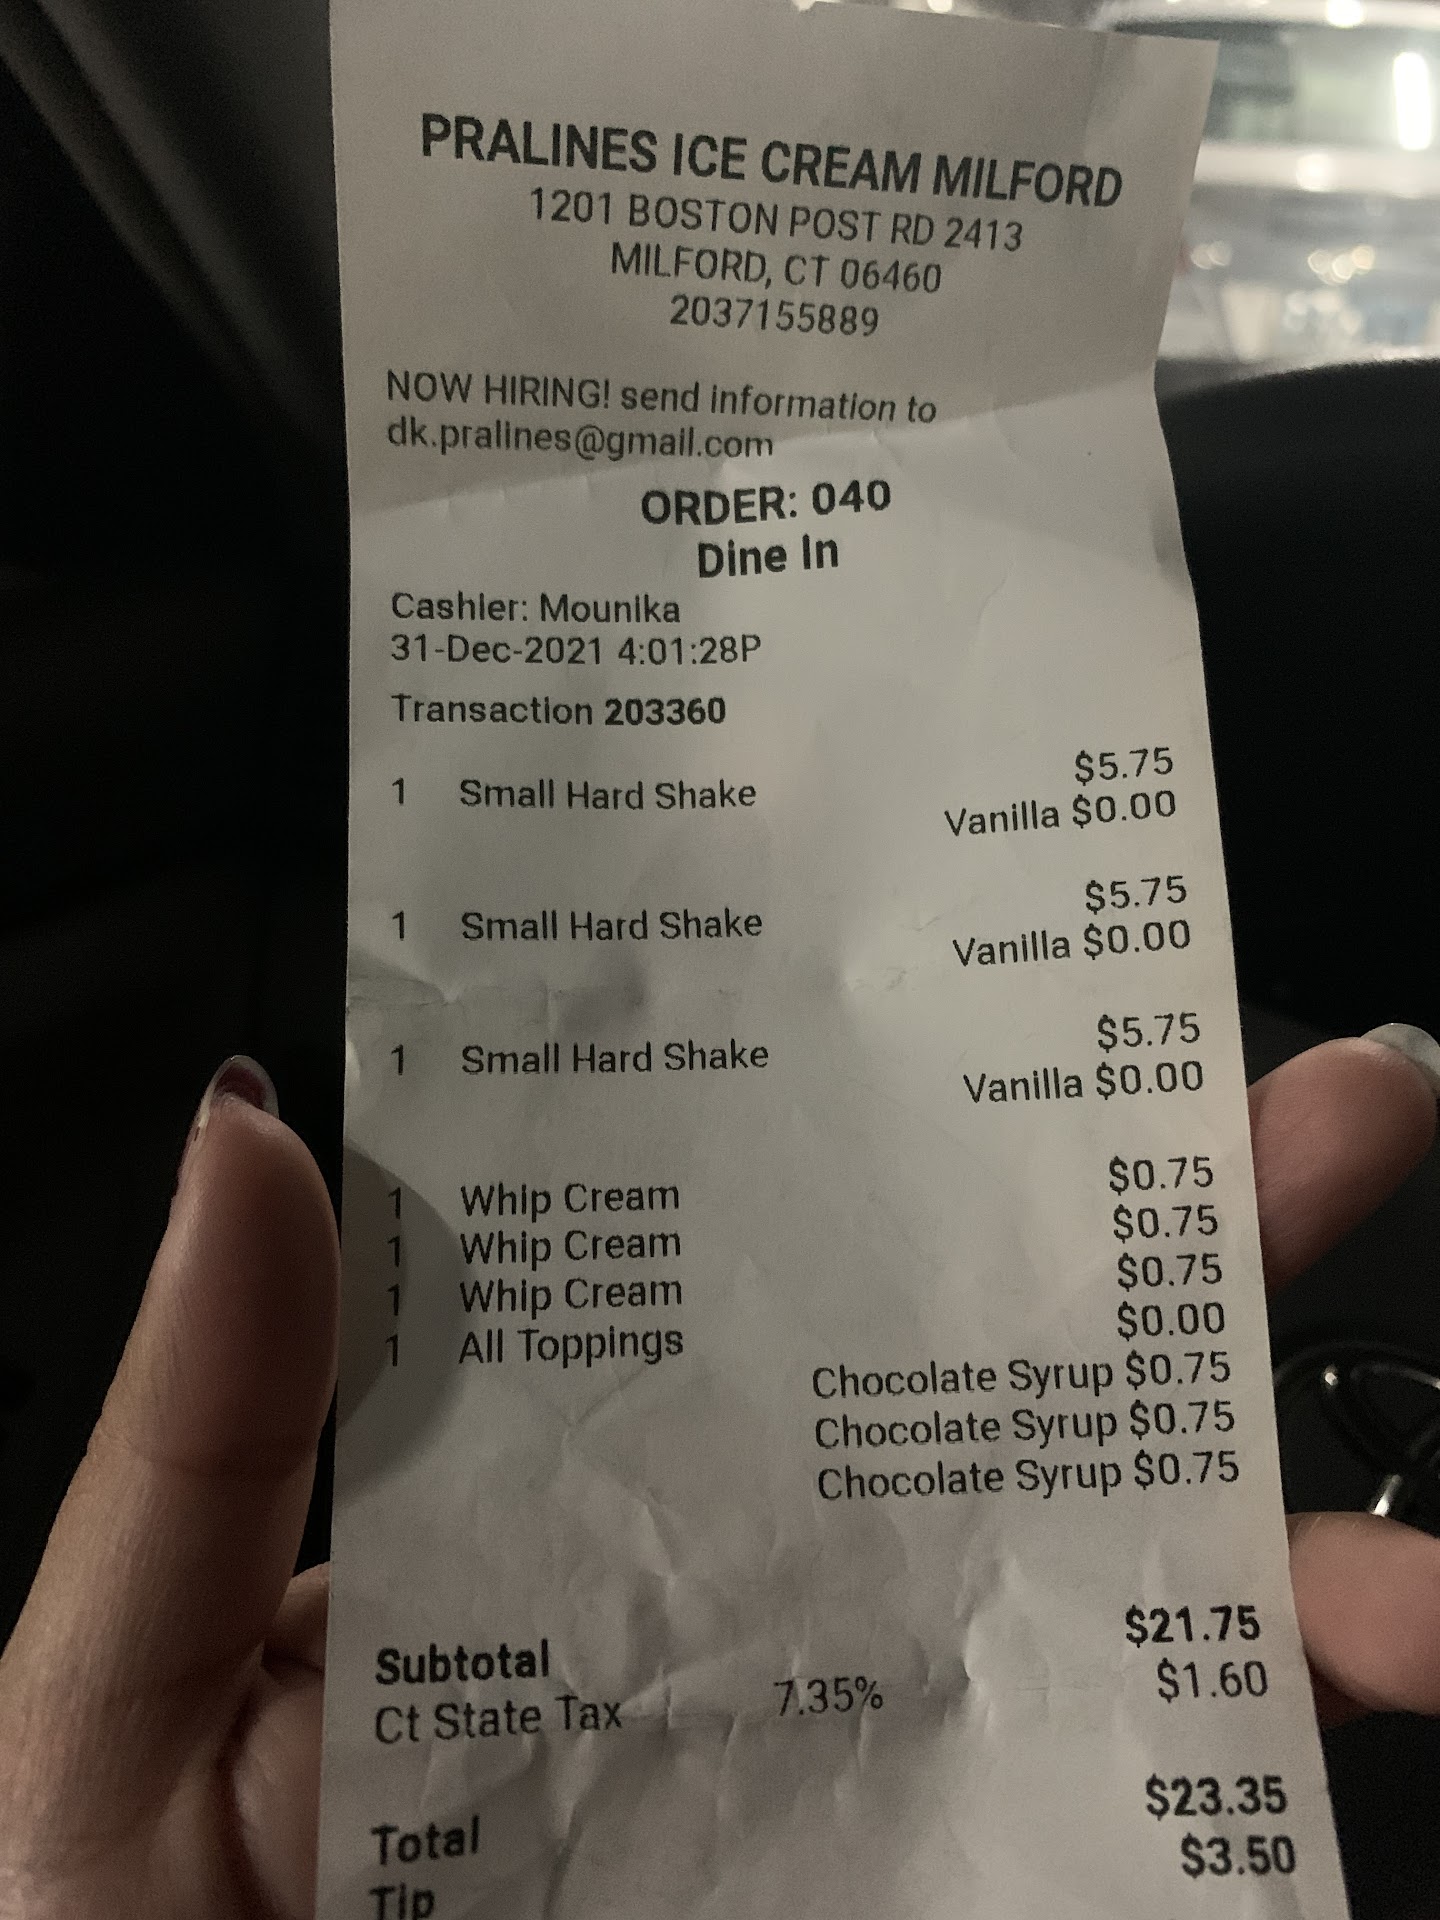 PRALINES ICE CREAM MILFORD
1201 BOSTON POST RD 2413
MILFORD, CT 06460
2037155889
NOW HIRING! send information to
dk.pralines@gmail.com
ORDER: 040
Dine In
Cashier: Mounika
31-Dec-2021 4:01:28P
Transaction 203360
1 Small Hard Shake $5.75
Vanilla $0.00
1 Small Hard Shake $5.75
Vanilla $0.00
1 Small Hard Shake $5.75
Vanilla $0.00
1 Whip Cream $0.75
1 Whip Cream $0.75
1 Whip Cream $0.75
1 All Toppings $0.00
Chocolate Syrup $0.75
Chocolate Syrup $0.75
Chocolate Syrup $0.75
Subtotal $21.75
Ct State Tax 7.35% $1.60
Total $23.35
Tip $3.50